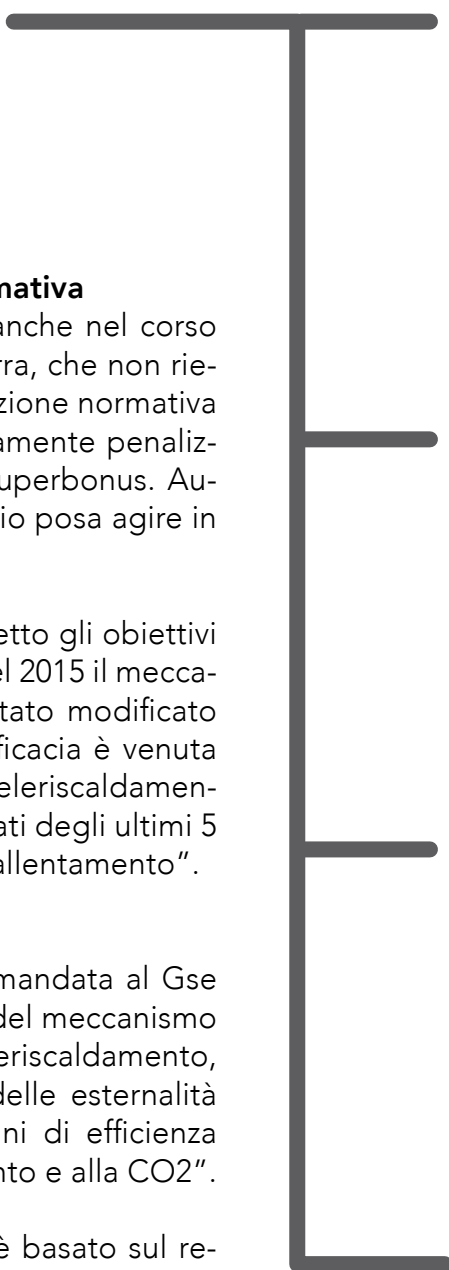 mativa
anche nel corso
rra, che non rie-
zione normativa
amente penaliz-
uperbonus. Au-
io posa agire in
etto gli obiettivi
el 2015 il mecca-
tato modificato
ficacia è venuta
eleriscaldamen-
ati degli ultimi 5
allentamento”.
mandata al Gse
del meccanismo
eriscaldamento,
delle esternalità
ni di efficienza
nto e alla CO2”.
è basato sul re-